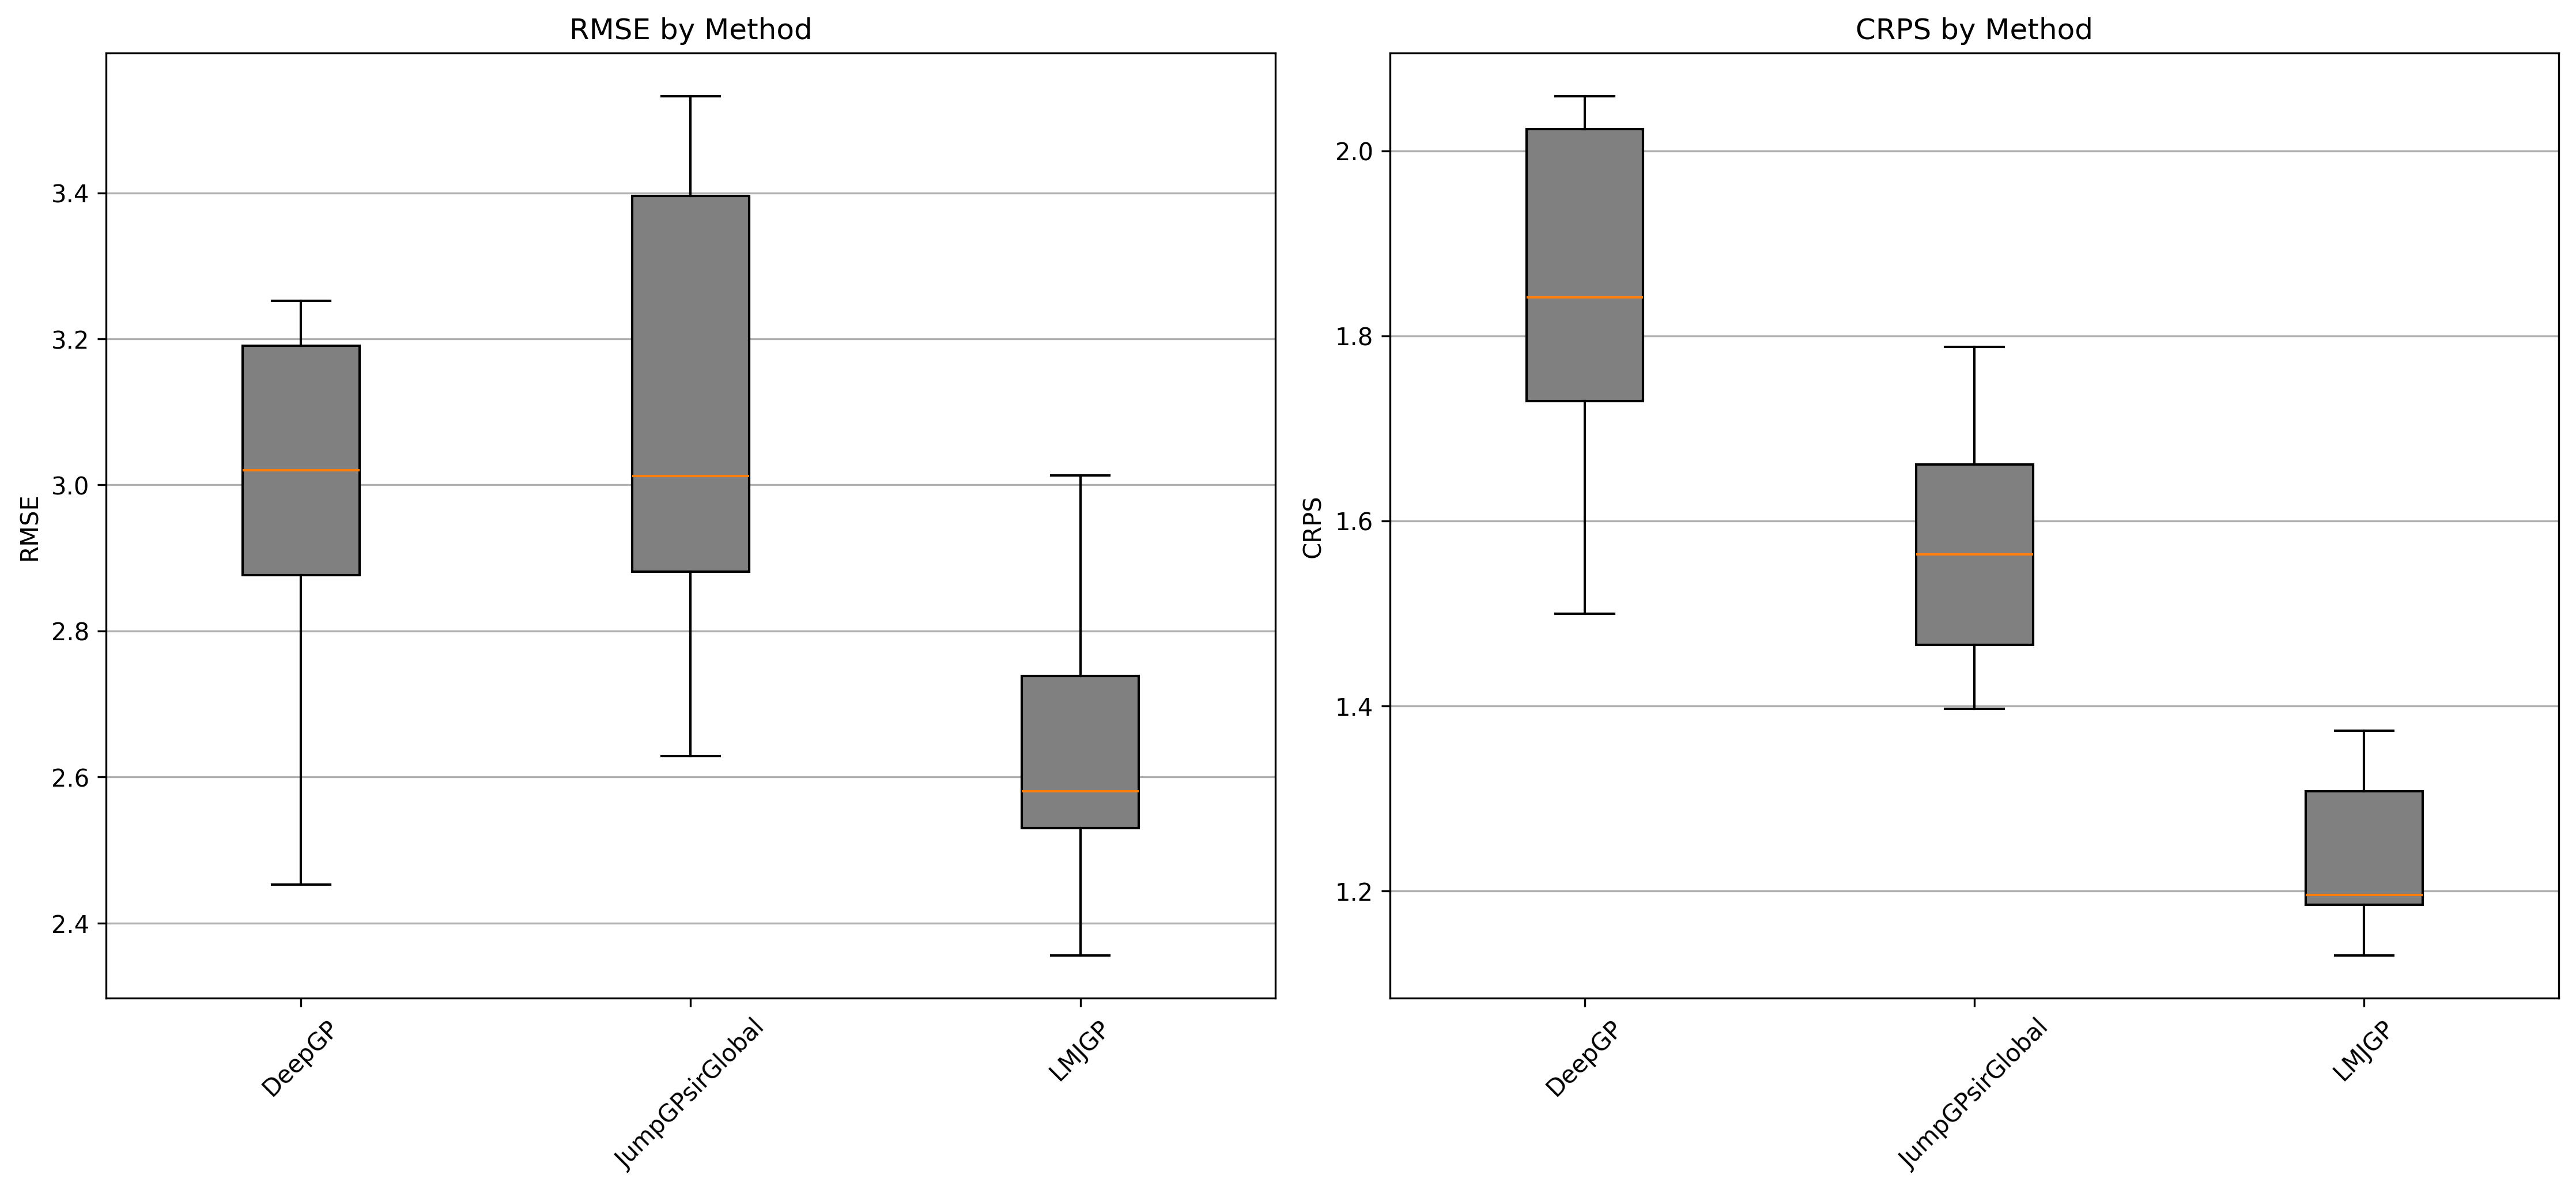 RMSE by Method
RMSE
3.4
3.2
3.0
2.8
2.6
2.4
DeepGP
JumpGPsirGlobal
LMJGP
CRPS by Method
CRPS
2.0
1.8
1.6
1.4
1.2
DeepGP
JumpGPsirGlobal
LMJGP